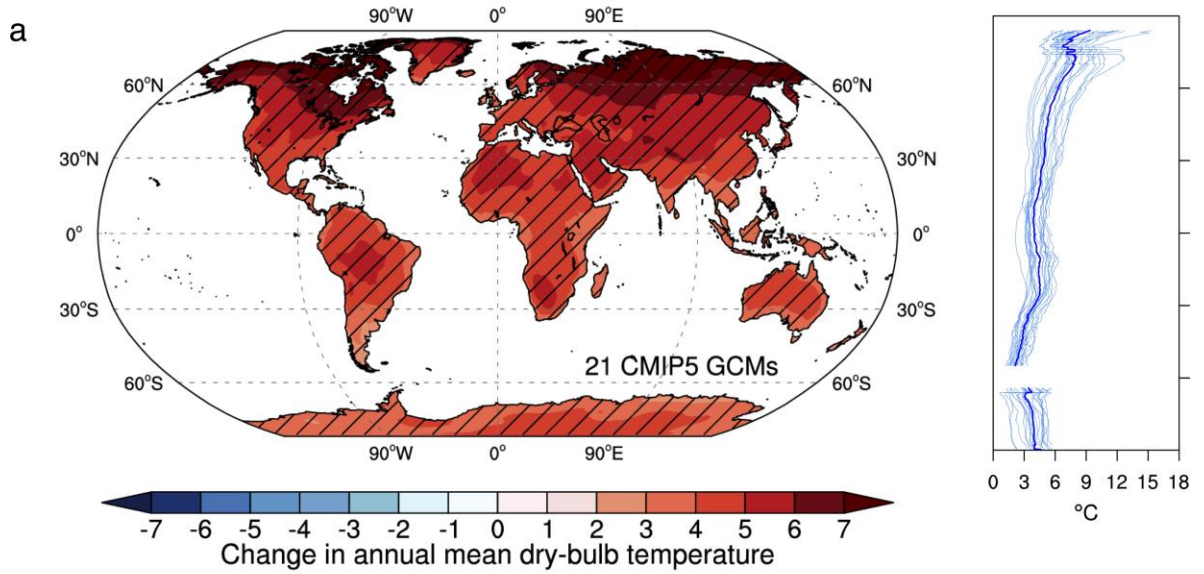 a
90°W 0° 90°E
60°N 60°N
30°N 30°N
0° 0°
30°S 30°S
21 CMIP5 GCMs
60°S 60°S
90°W 0° 90°E
-7 -6 -5 -4 -3 -2 -1 0 1 2 3 4 5 6 7
Change in annual mean dry-bulb temperature
0 3 6 9 12 15 18
°C